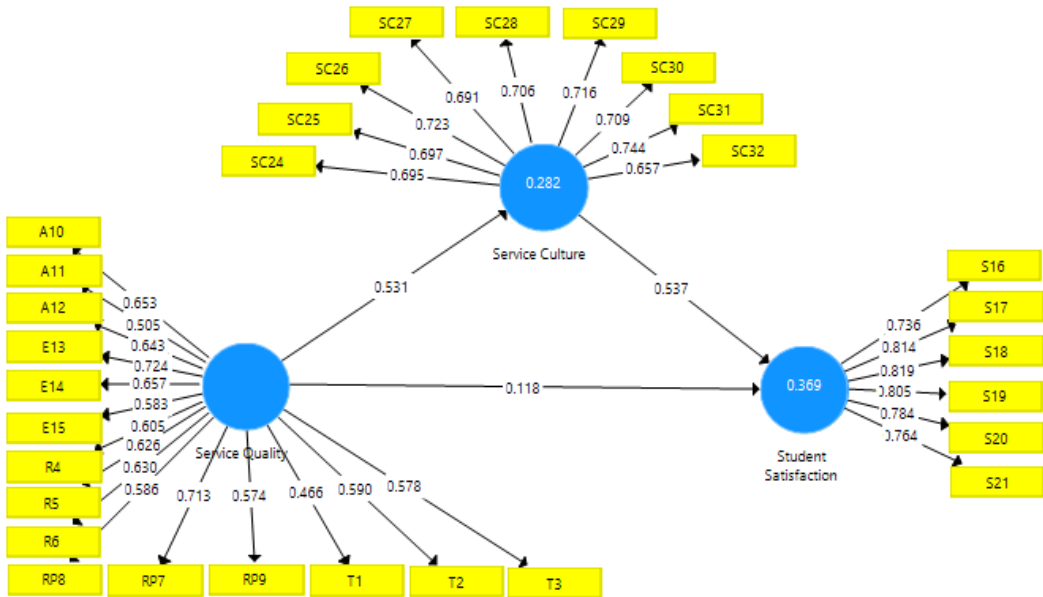 SC27
SC28
SC29
SC26
SC30
SC25
SC31
SC24
SC32
0.691
0.706
0.716
0.723
0.709
0.697
0.744
0.695
0.657
0.282
Service Culture
A10
A11
A12
E13
E14
E15
R4
R5
R6
RP8
RP7
RP9
T1
T2
T3
0.653
0.505
0.643
0.724
0.657
0.583
0.605
0.626
0.630
0.586
0.713
0.574
0.466
0.590
0.578
Service Quality
0.531
0.537
0.118
0.369
Student
Satisfaction
0.736
0.814
0.819
0.805
0.784
0.764
S16
S17
S18
S19
S20
S21